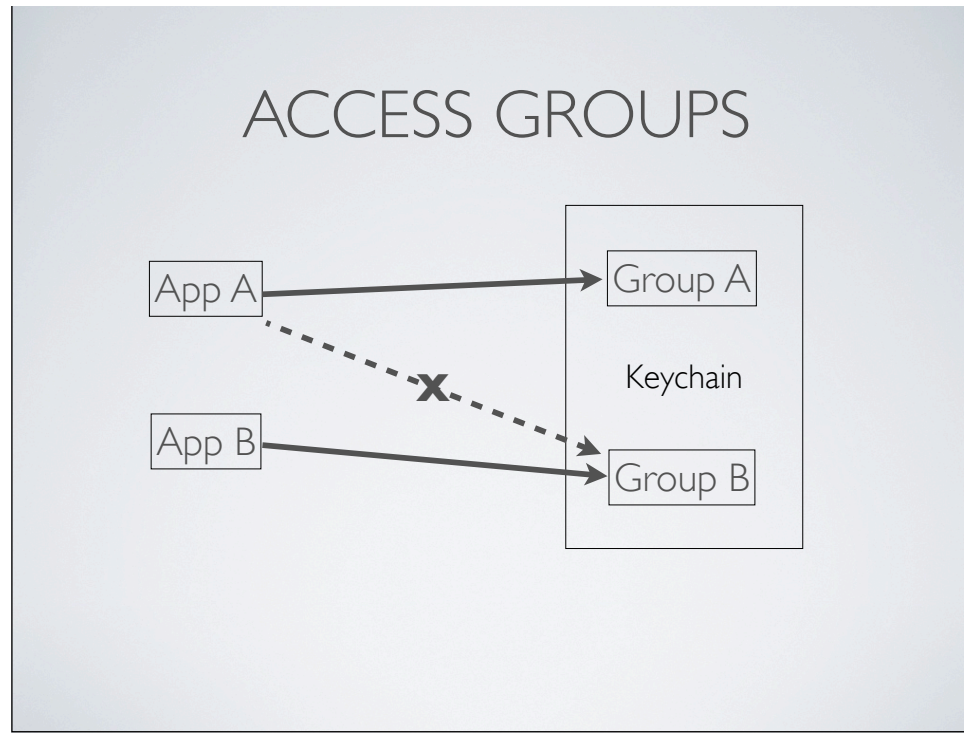 ACCESS GROUPS
App A
Group A
X
Keychain
App B
Group B